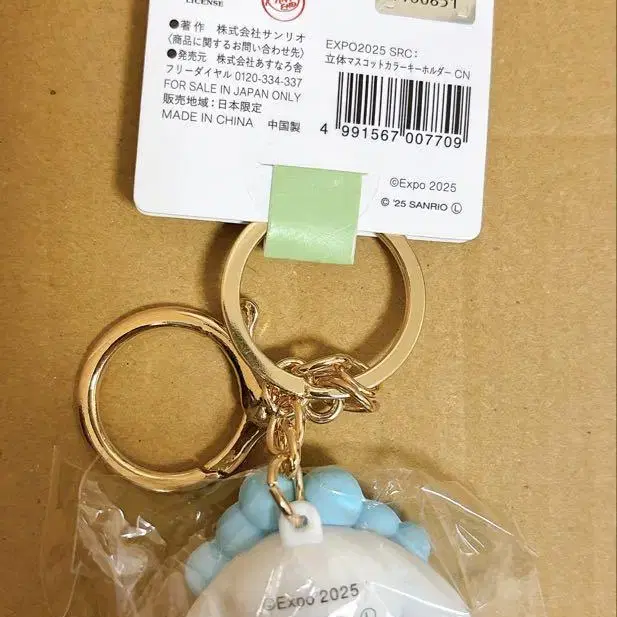 LICENSE
●著作 株式会社サンリオ
〈商品に関するお問い合わせ先〉
●発売元 株式会社あすなろ舎
フリーダイヤル 0120-334-337
FOR SALE IN JAPAN ONLY
販売地域:日本限定
MADE IN CHINA 中国製
EXPO2025 SRC:
立体マスコットカラーキーホルダー CN
4 991567 007709
©Expo 2025
© '25 SANRIO Ⓛ
©Expo 2025
Ⓛ